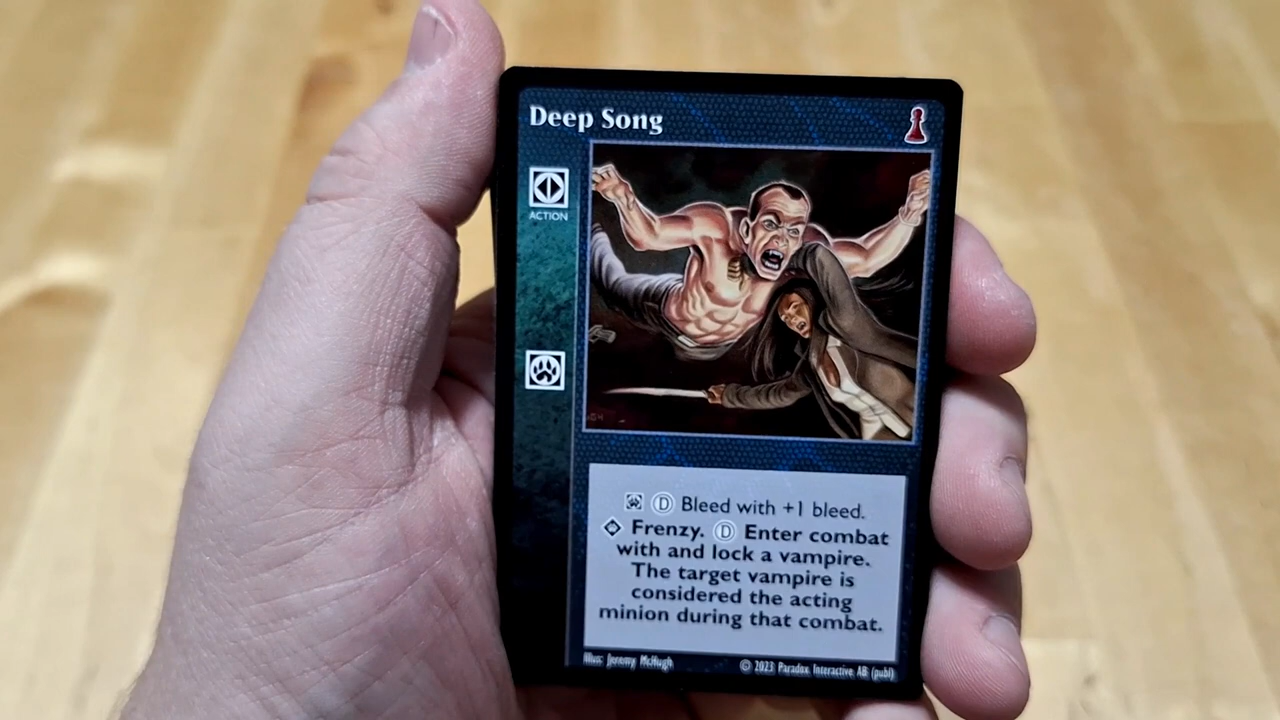 Deep Song
ACTION
D Bleed with +1 bleed.
Frenzy. D Enter combat
with and lock a vampire.
The target vampire is
considered the acting
minion during that combat.
Illus: Jeremy McHugh
© 2023 Paradox Interactive AB (publ)